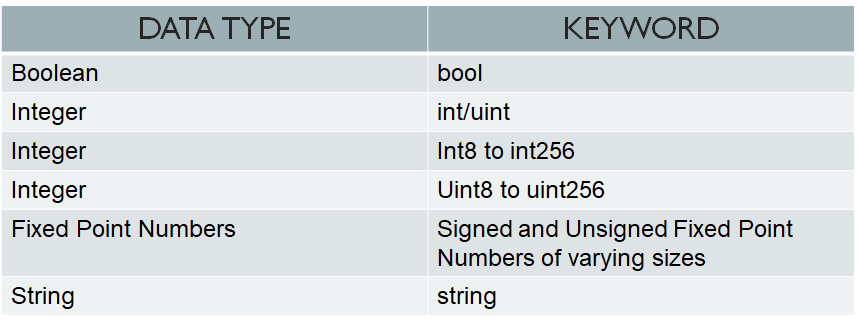 DATA TYPE KEYWORD
Boolean bool
Integer int/uint
Integer Int8 to int256
Integer Uint8 to uint256
Fixed Point Numbers Signed and Unsigned Fixed Point
Numbers of varying sizes
String string